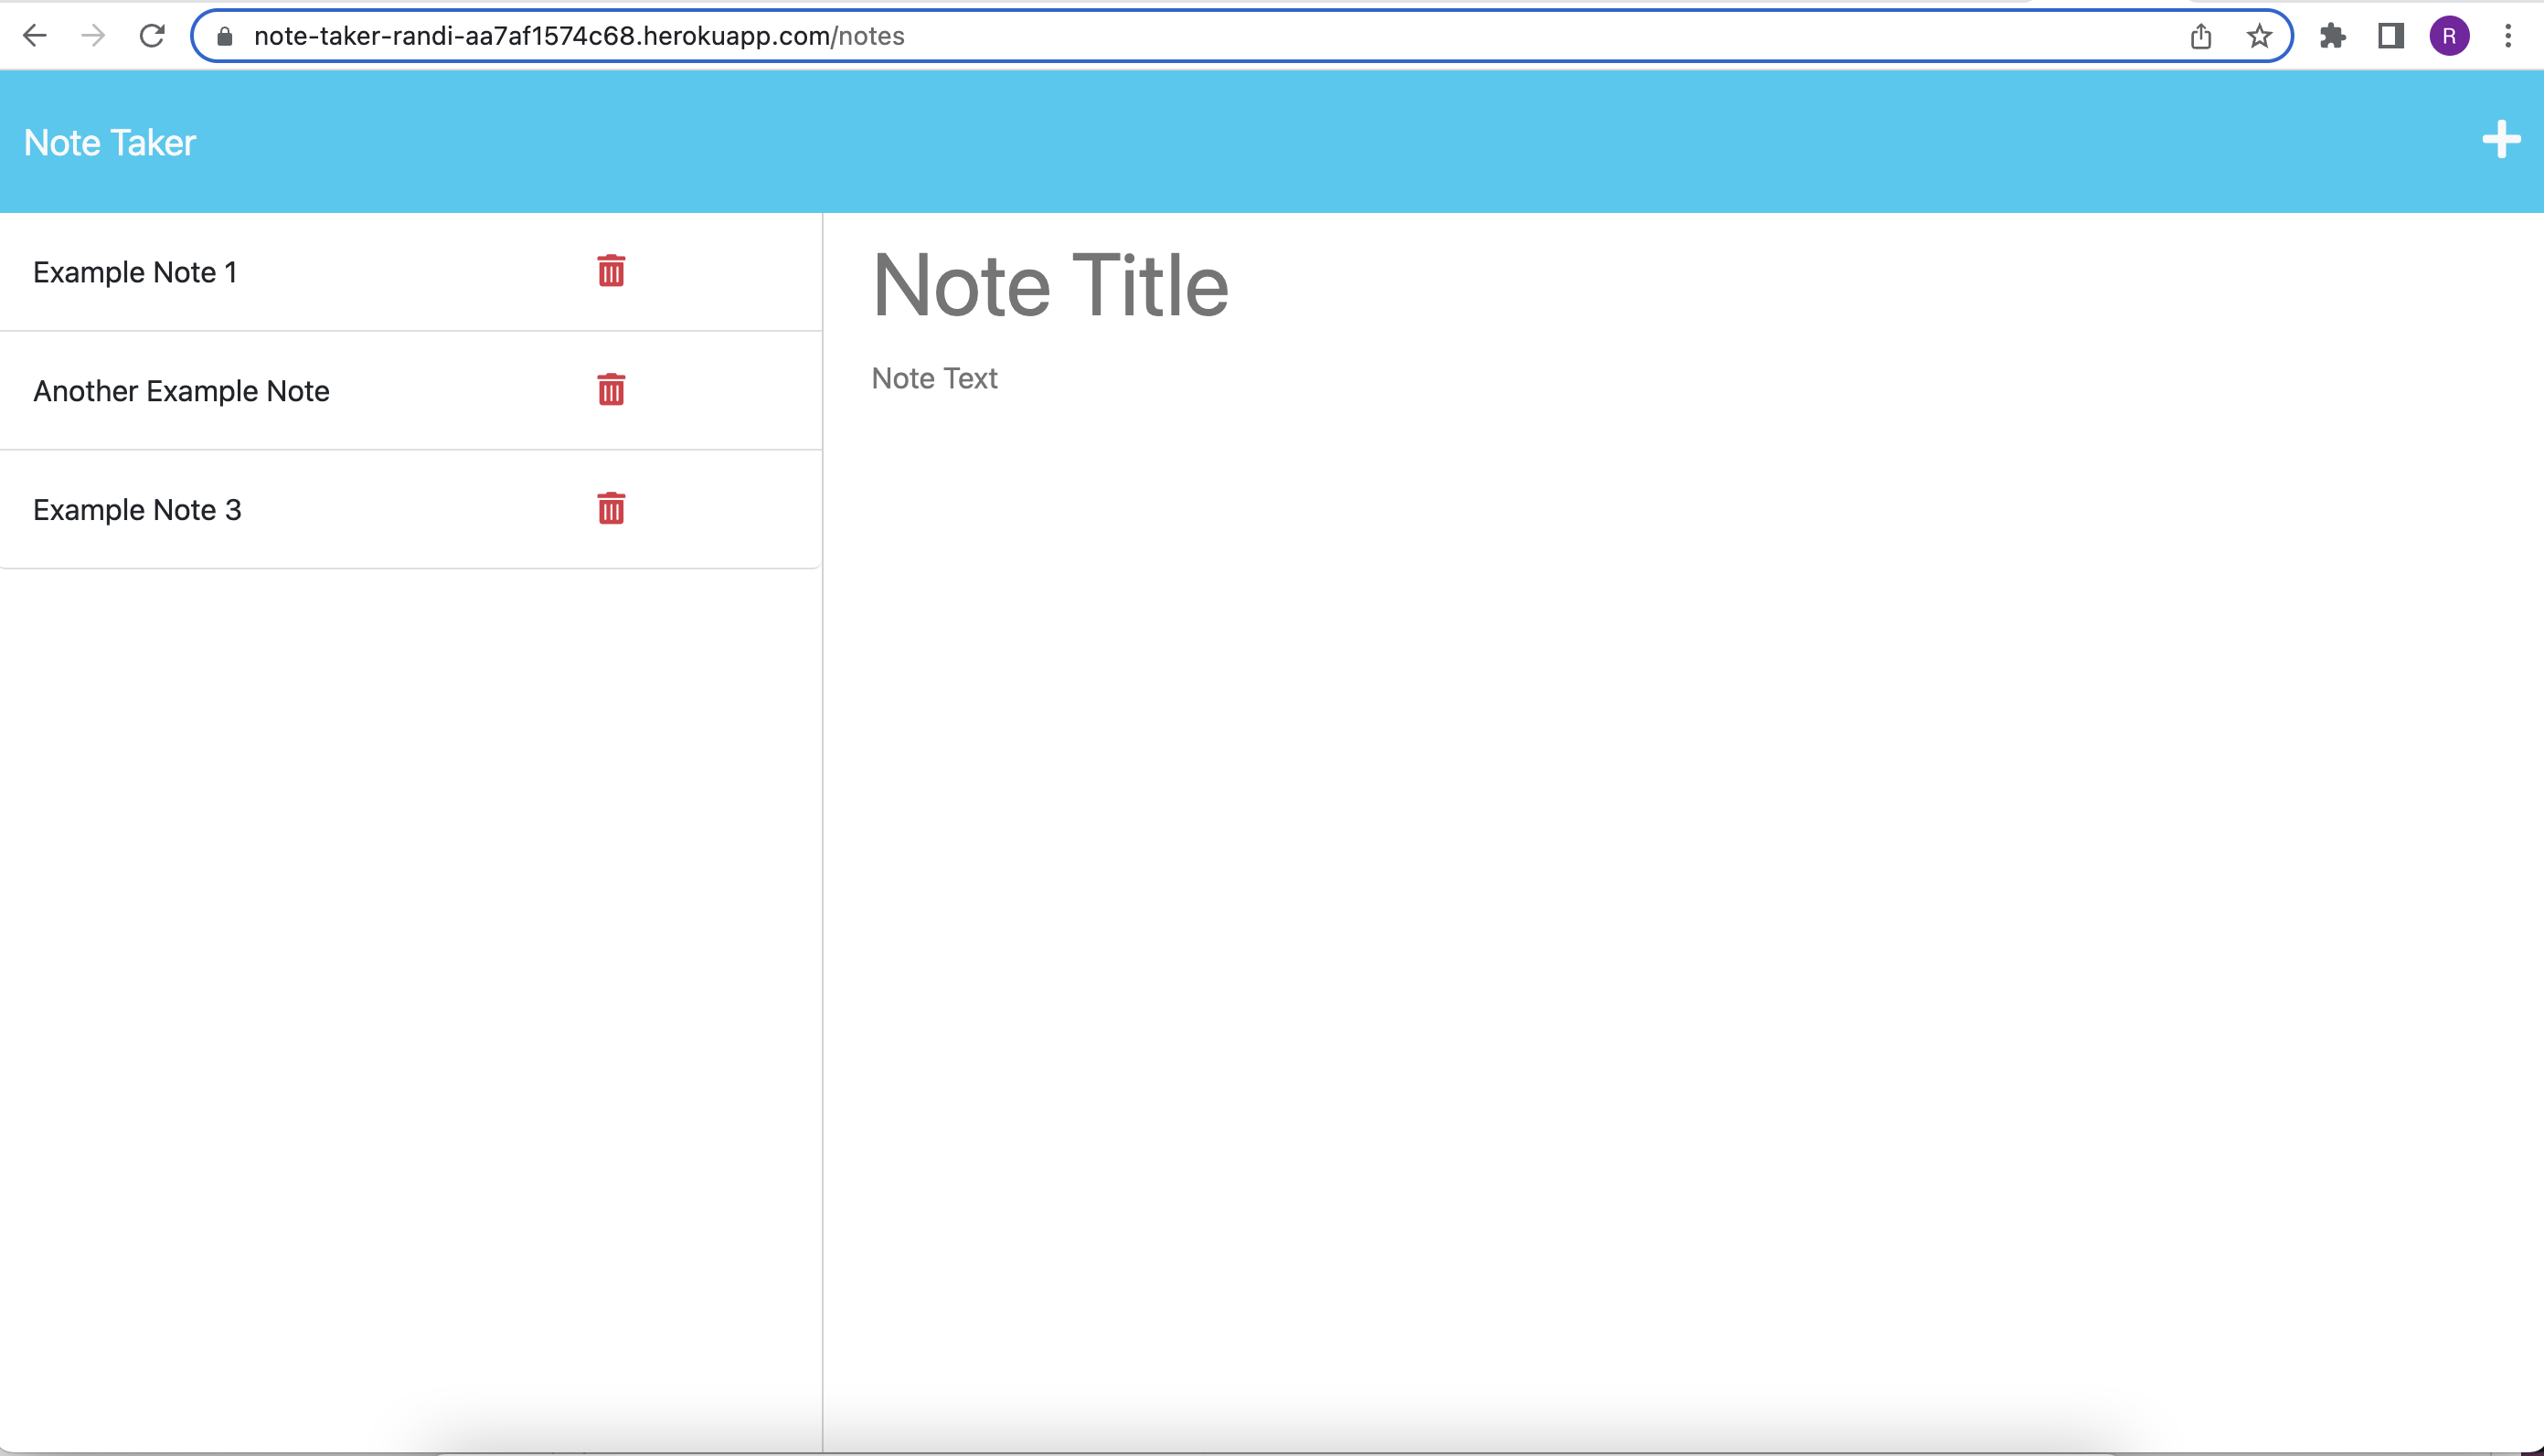 note-taker-randi-aa7af1574c68.herokuapp.com/notes
R
Note Taker
Example Note 1
Another Example Note
Example Note 3
Note Title
Note Text